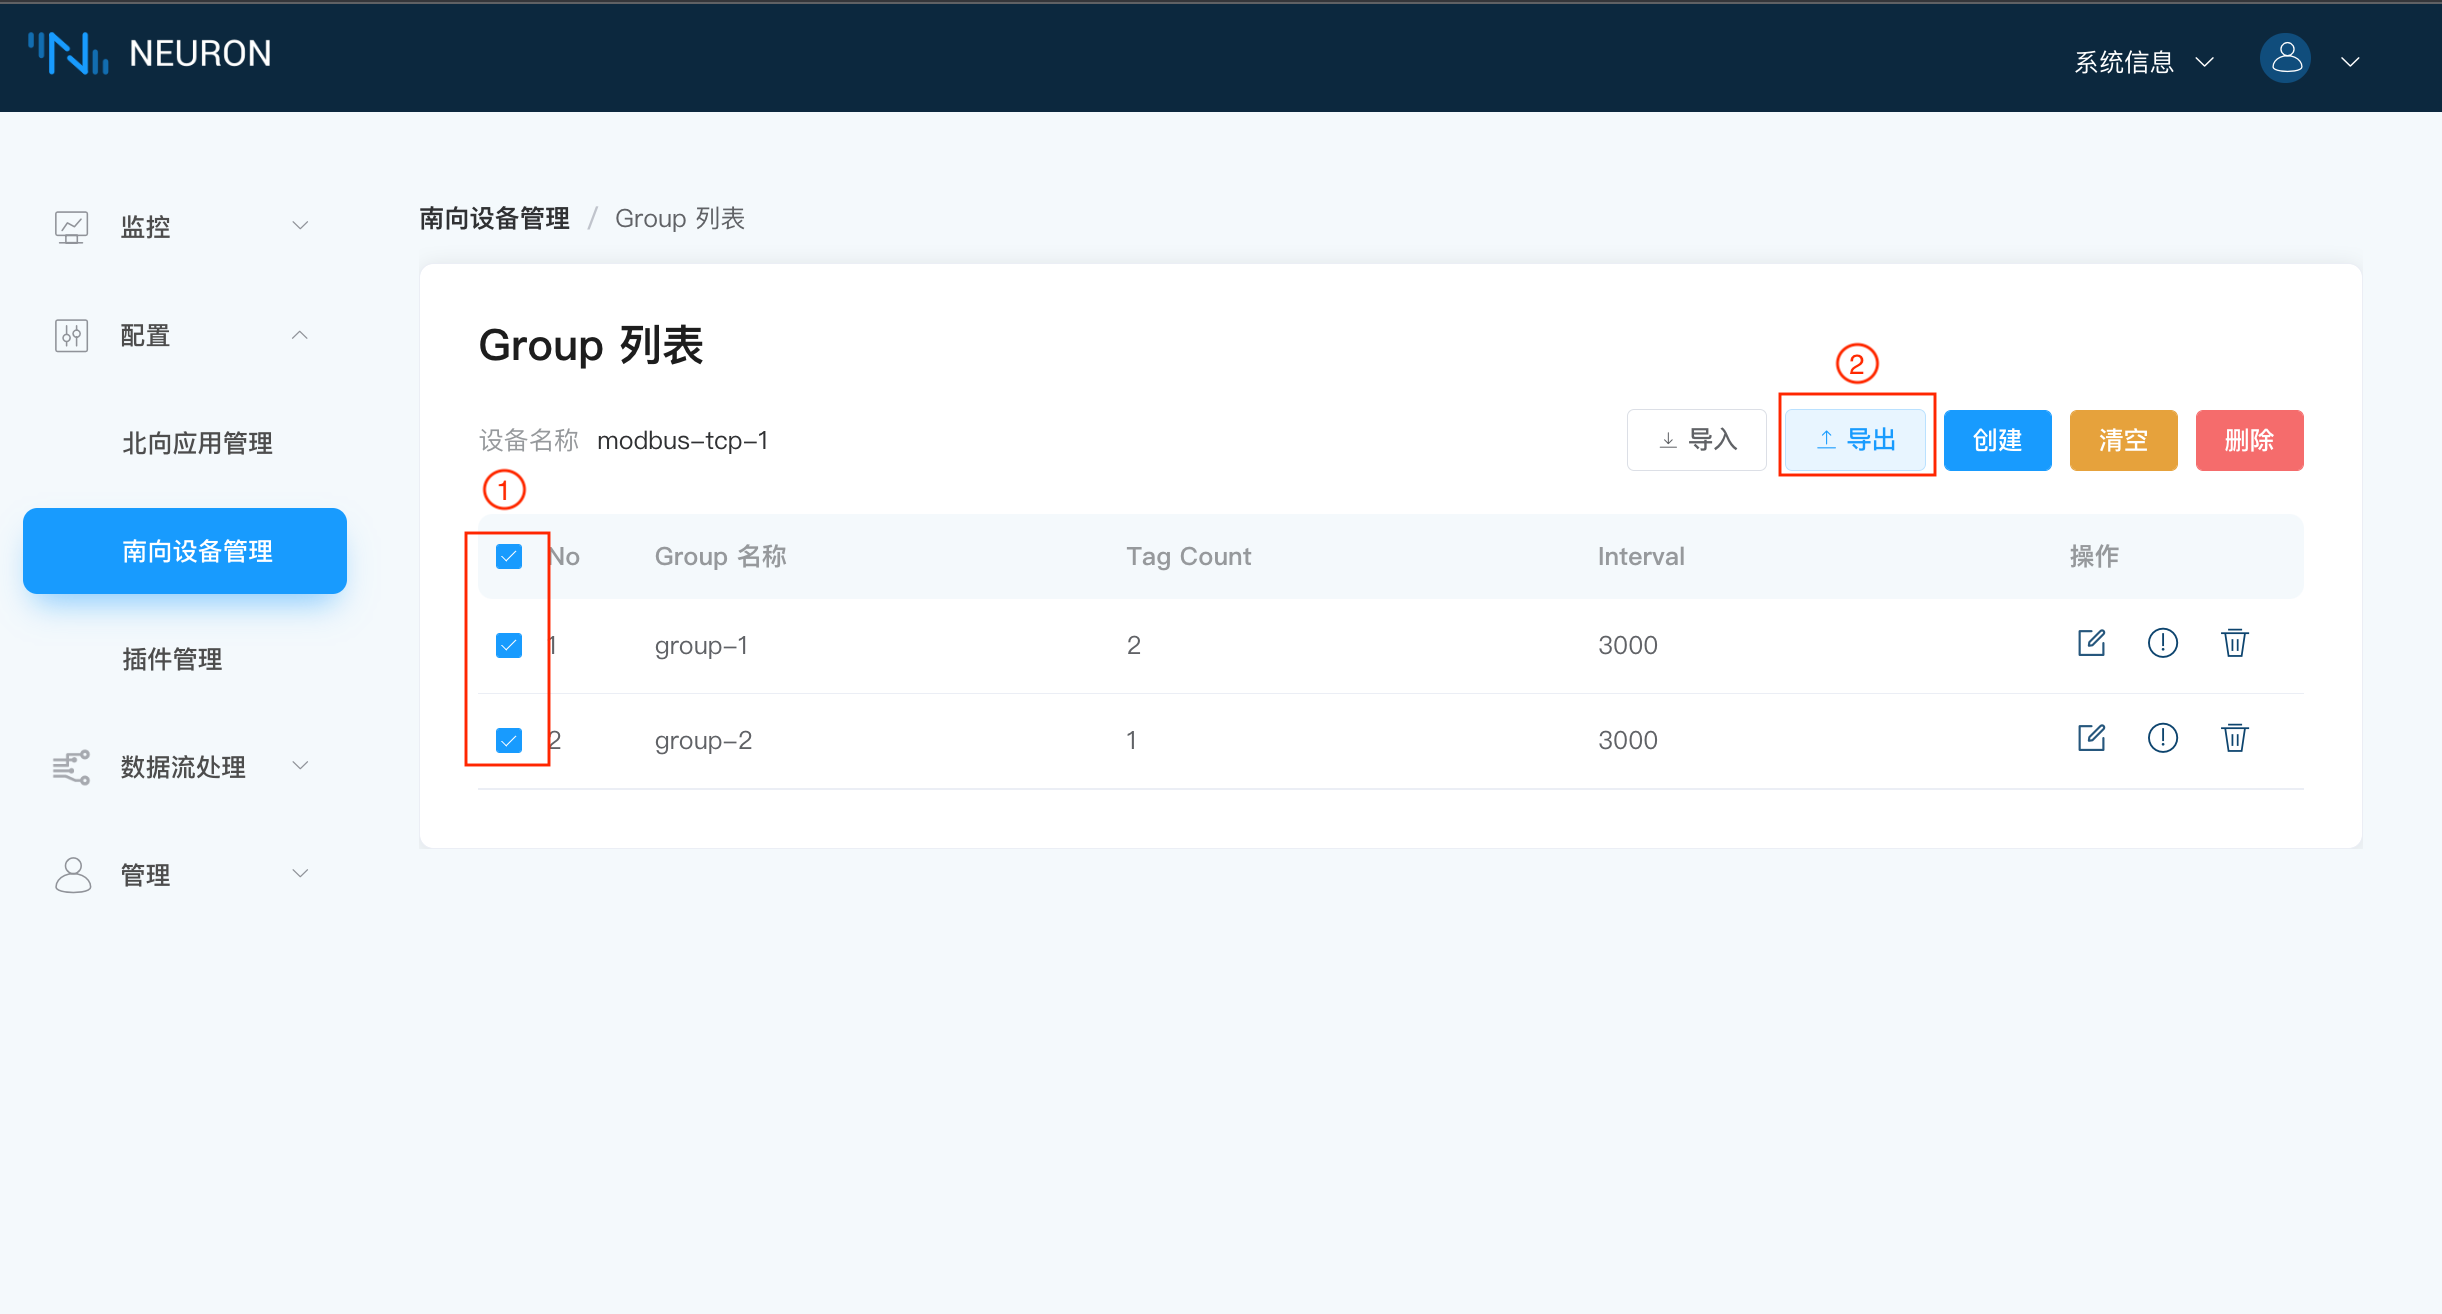 NEURON
系统信息
监控
配置
北向应用管理
南向设备管理
插件管理
数据流处理
管理
南向设备管理 / Group 列表
Group 列表
设备名称 modbus-tcp-1
导入
②
导出
创建
清空
删除
①
No Group 名称 Tag Count Interval 操作
1 group-1 2 3000
2 group-2 1 3000